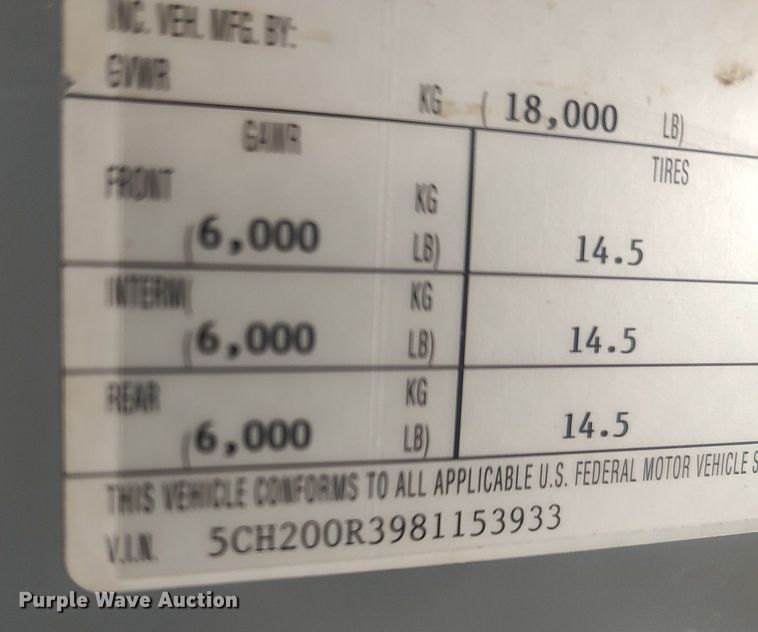 INC. VEH. MFG. BY:
GVWR KG ( 18,000 LB)
GAWR TIRES
FRONT KG
(6,000 LB) 14.5
INTERM( KG
(6,000 LB) 14.5
REAR KG
(6,000 LB) 14.5
THIS VEHICLE CONFORMS TO ALL APPLICABLE U.S. FEDERAL MOTOR VEHICLE S
V.I.N. 5CH200R3981153933
Purple Wave Auction